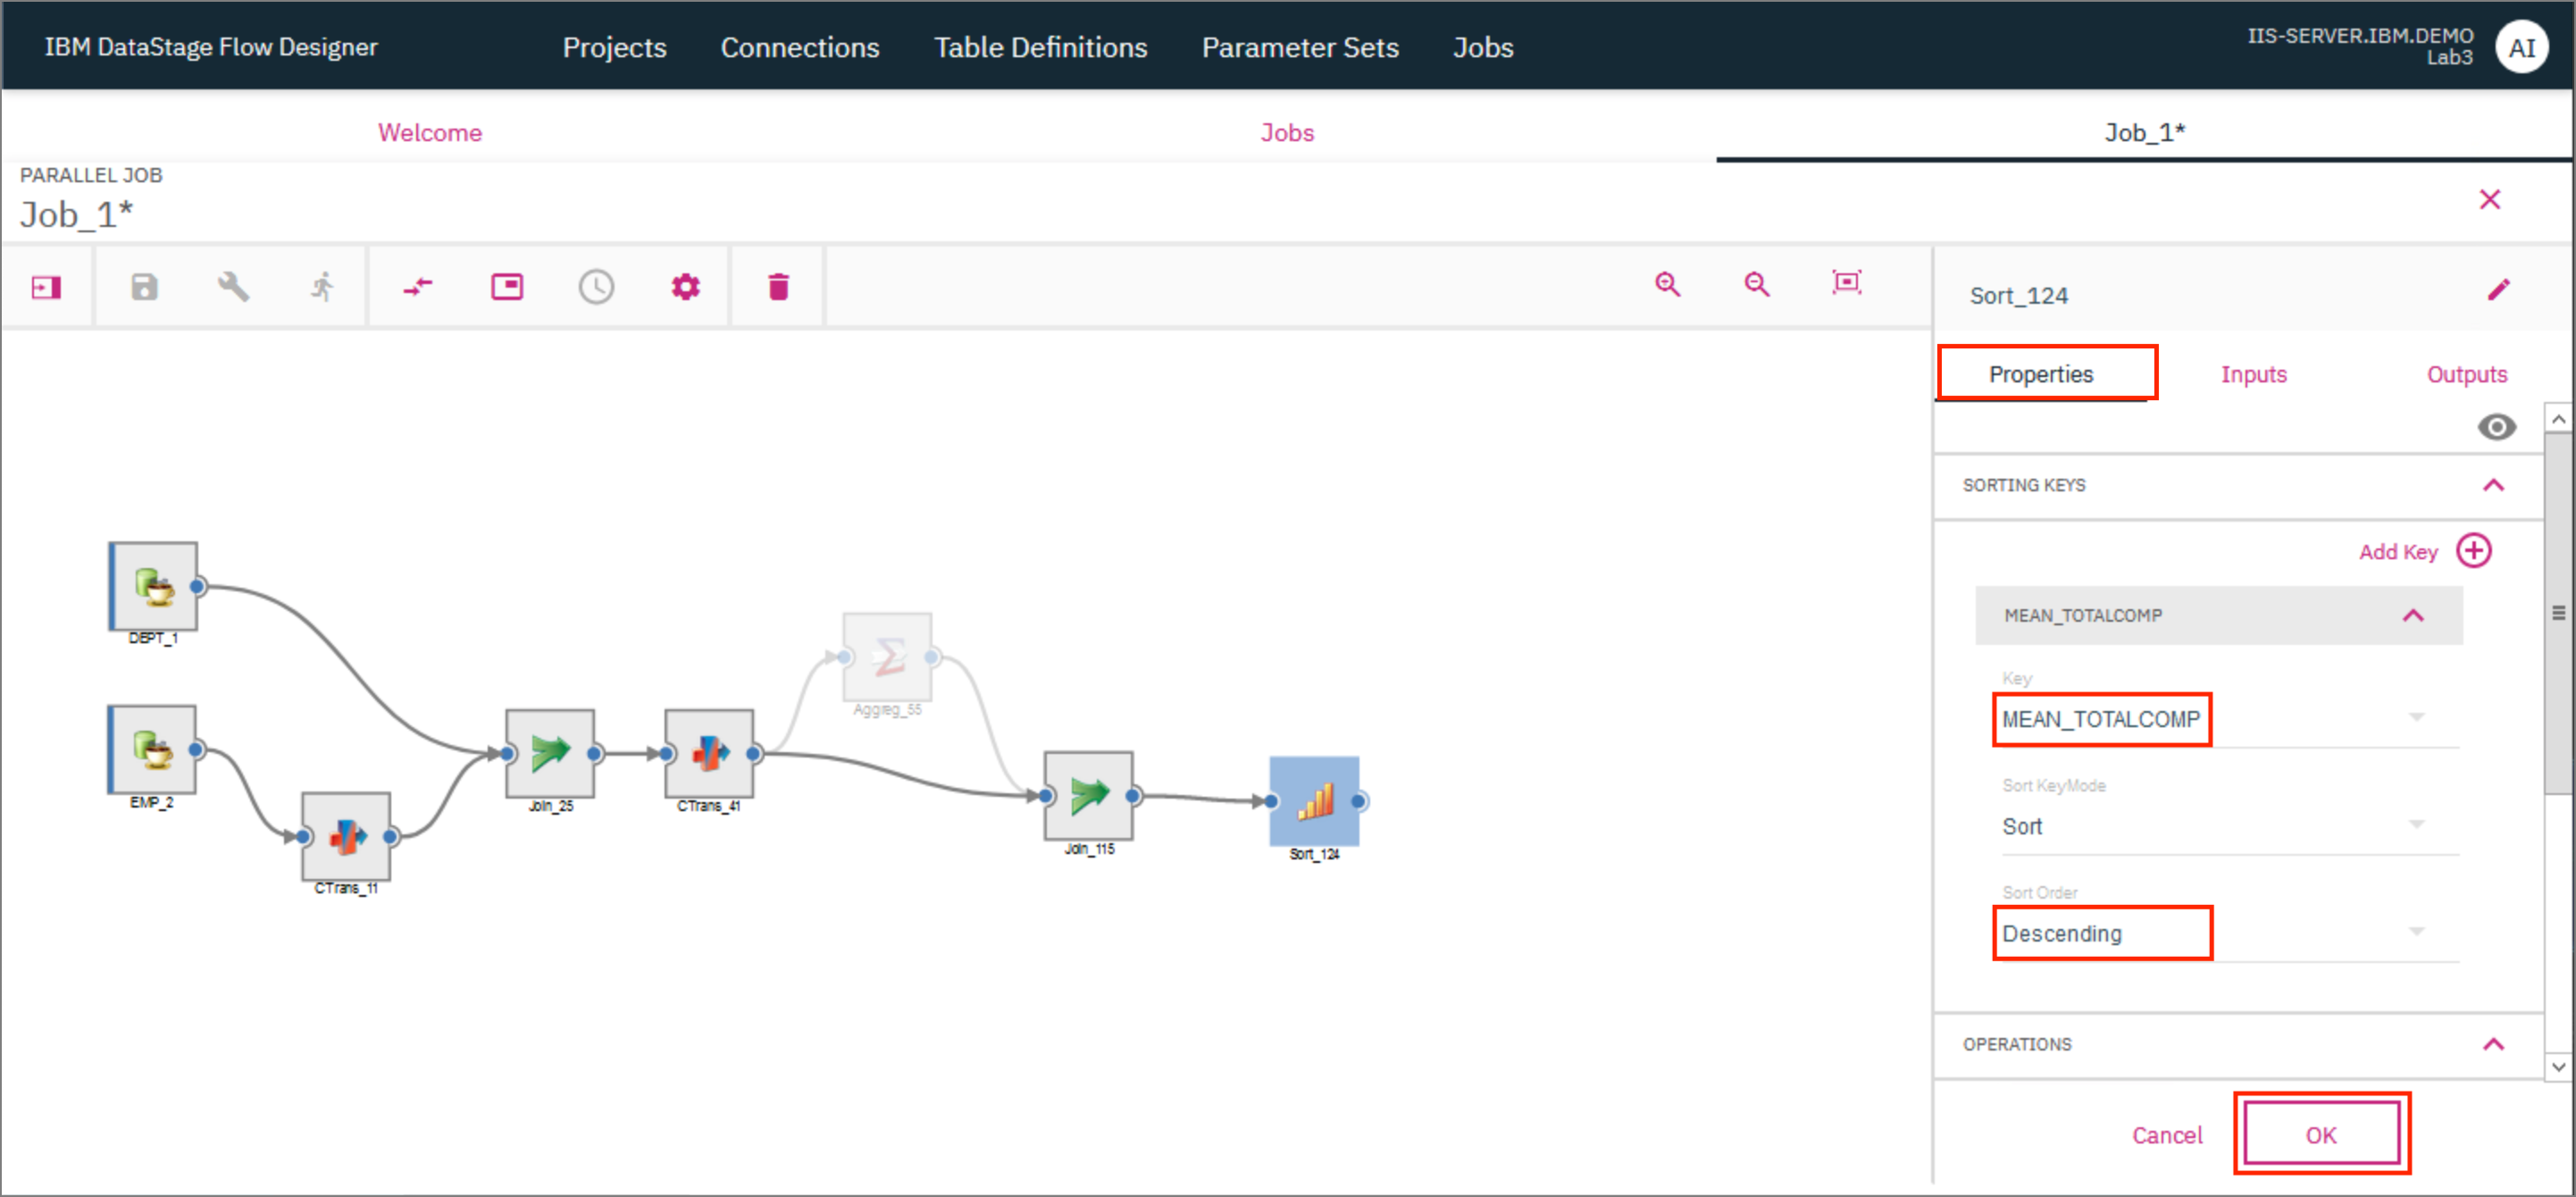 IBM DataStage Flow Designer
Projects
Connections
Table Definitions
Parameter Sets
Jobs
IIS-SERVER.IBM.DEMO
Lab3
AI
Welcome
Jobs
Job_1*
PARALLEL JOB
Job_1*
Sort_124
Properties
Inputs
Outputs
SORTING KEYS
Add Key
MEAN_TOTALCOMP
Key
MEAN_TOTALCOMP
Sort KeyMode
Sort
Sort Order
Descending
OPERATIONS
Cancel
OK
DEPT_1
EMP_2
CTrans_11
Join_25
CTrans_41
Aggreg_55
Join_115
Sort_124